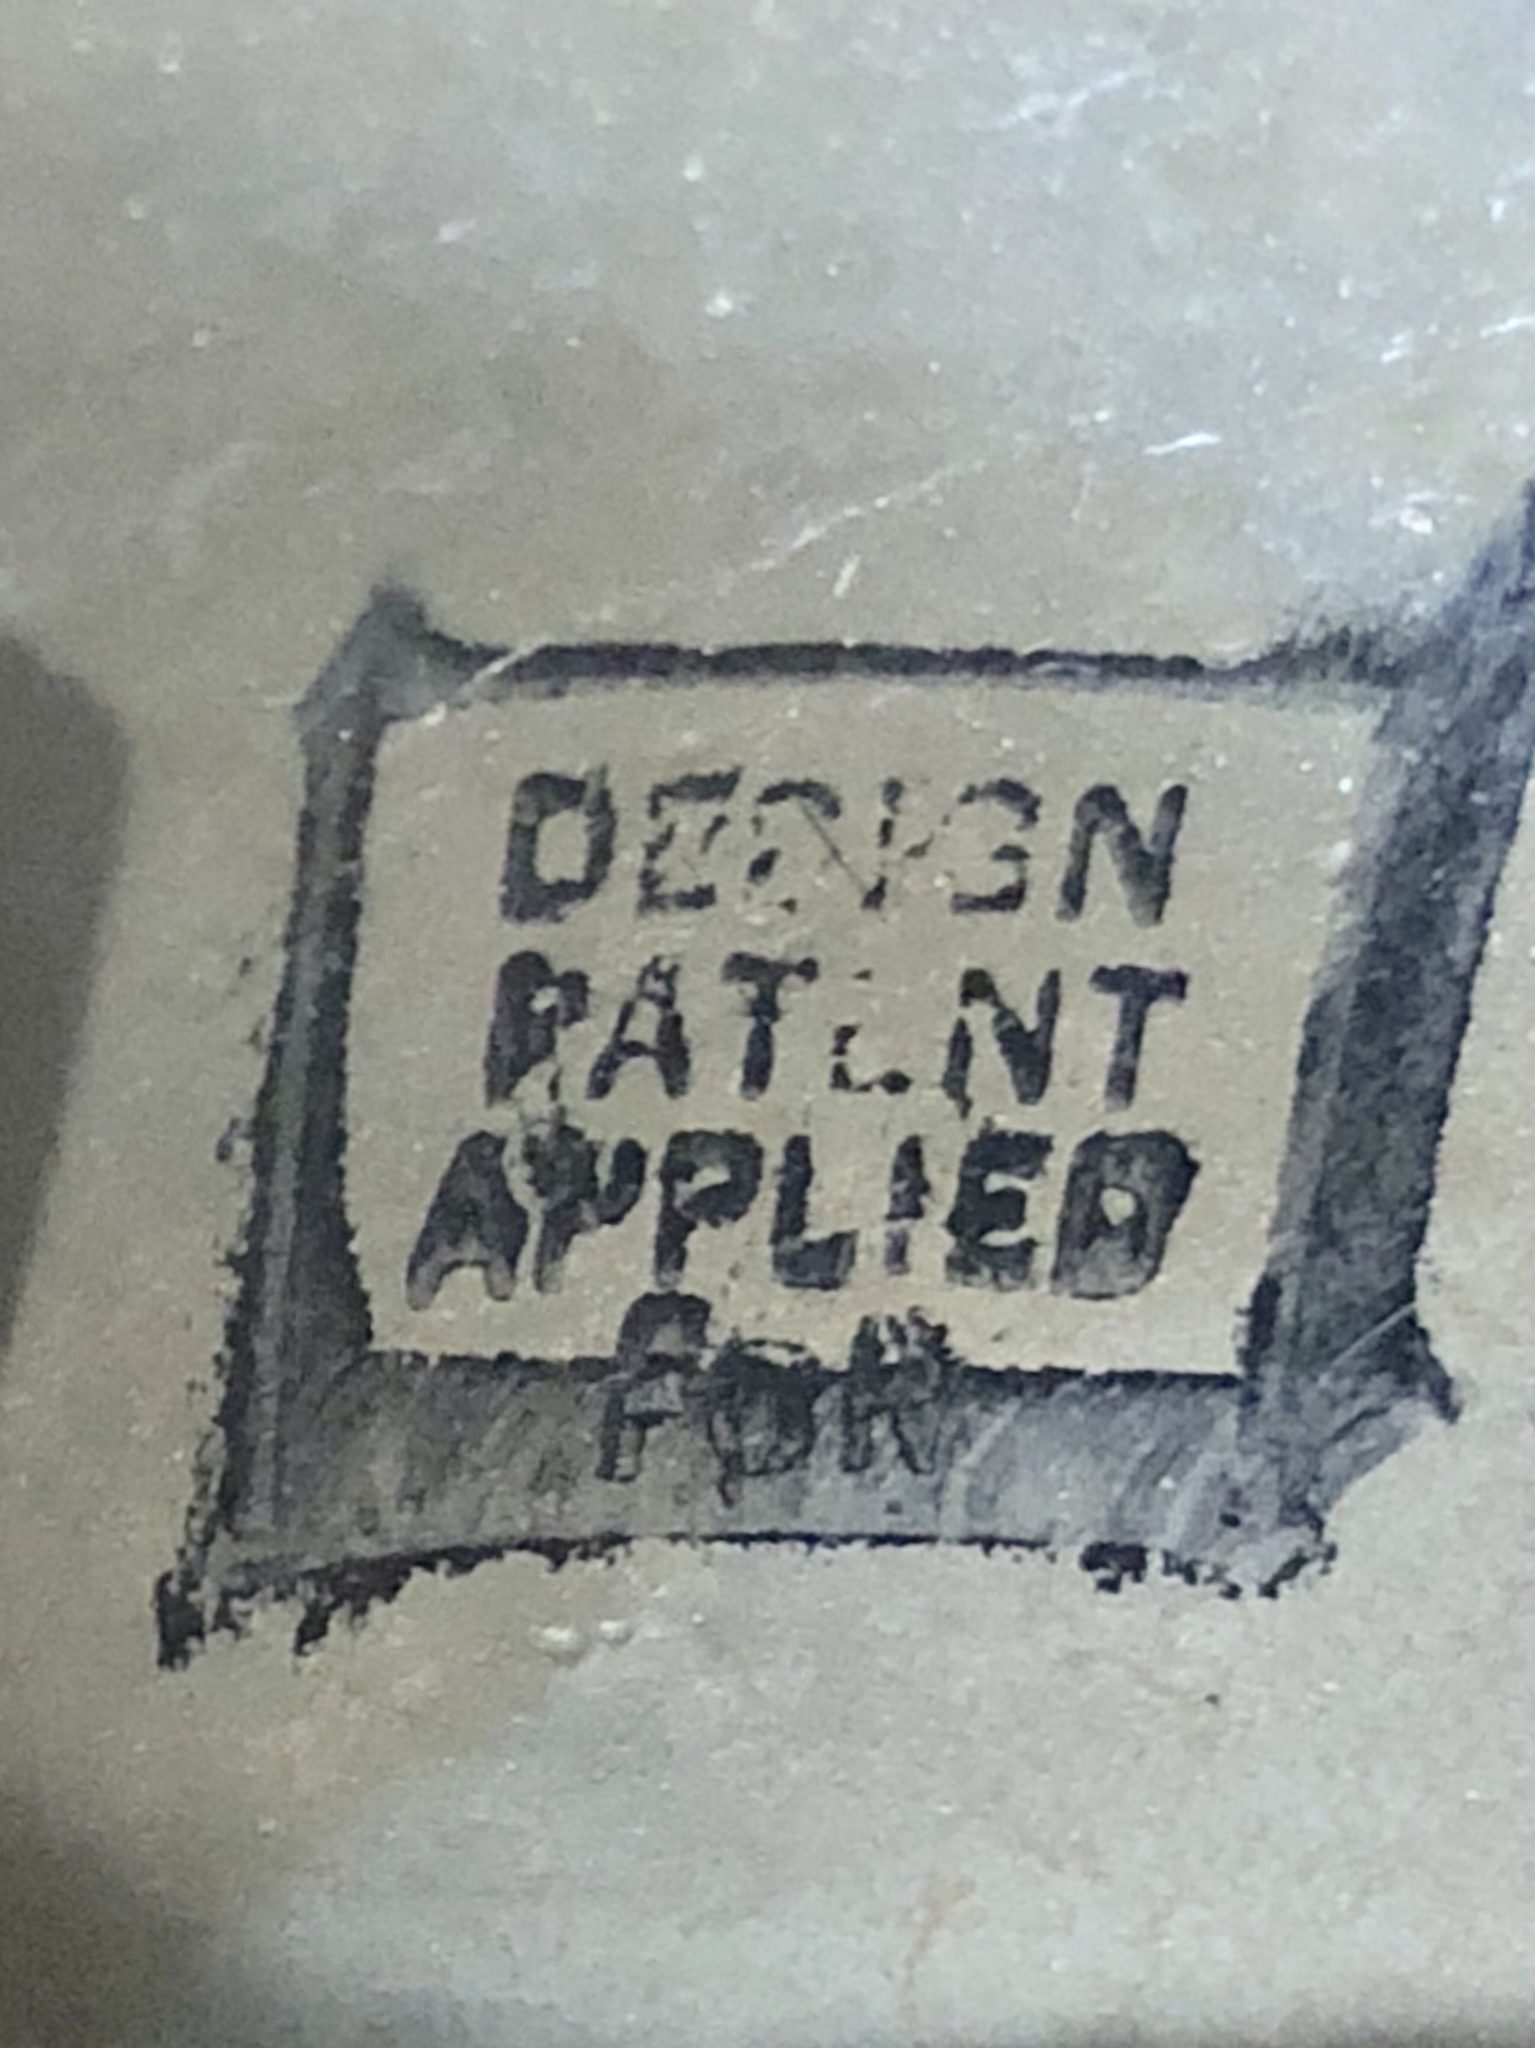 DESIGN
PATENT
APPLIED
FOR